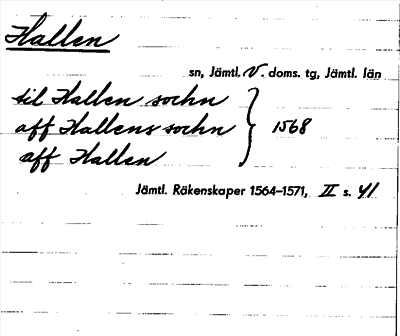 Hallen
sn, Jämtl. V. doms. tg, Jämtl. län
til Hallen sochn
aff Hallens sochn } 1568
aff Hallen
Jämtl. Räkenskaper 1564–1571, II s. 41